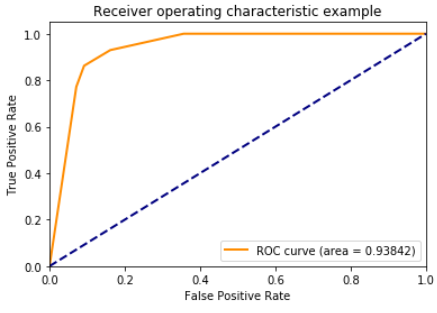 Receiver operating characteristic example
True Positive Rate
1.0
0.8
0.6
0.4
0.2
0.0
ROC curve (area = 0.93842)
0.0 0.2 0.4 0.6 0.8 1.0
False Positive Rate